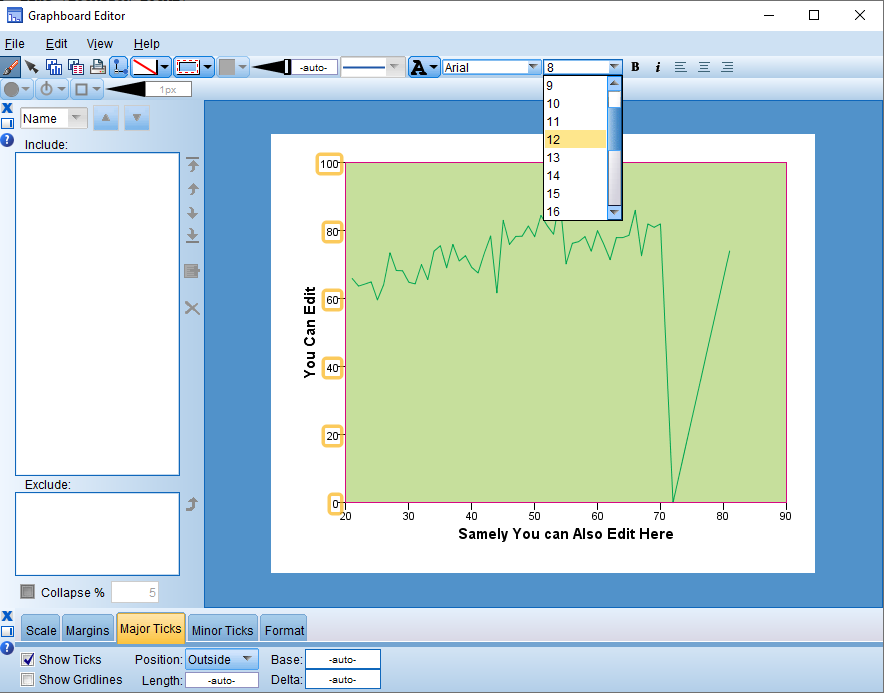 Graphboard Editor
File Edit View Help
-auto- A Arial 8 B i
1px
Name
Include:
9
10
11
12
13
14
15
16
100
80
60
40
20
0
You Can Edit
20 30 40 50 60 70 80 90
Samely You can Also Edit Here
Exclude:
Collapse % 5
Scale Margins Major Ticks Minor Ticks Format
Show Ticks Position: Outside Base: -auto-
Show Gridlines Length: -auto- Delta: -auto-